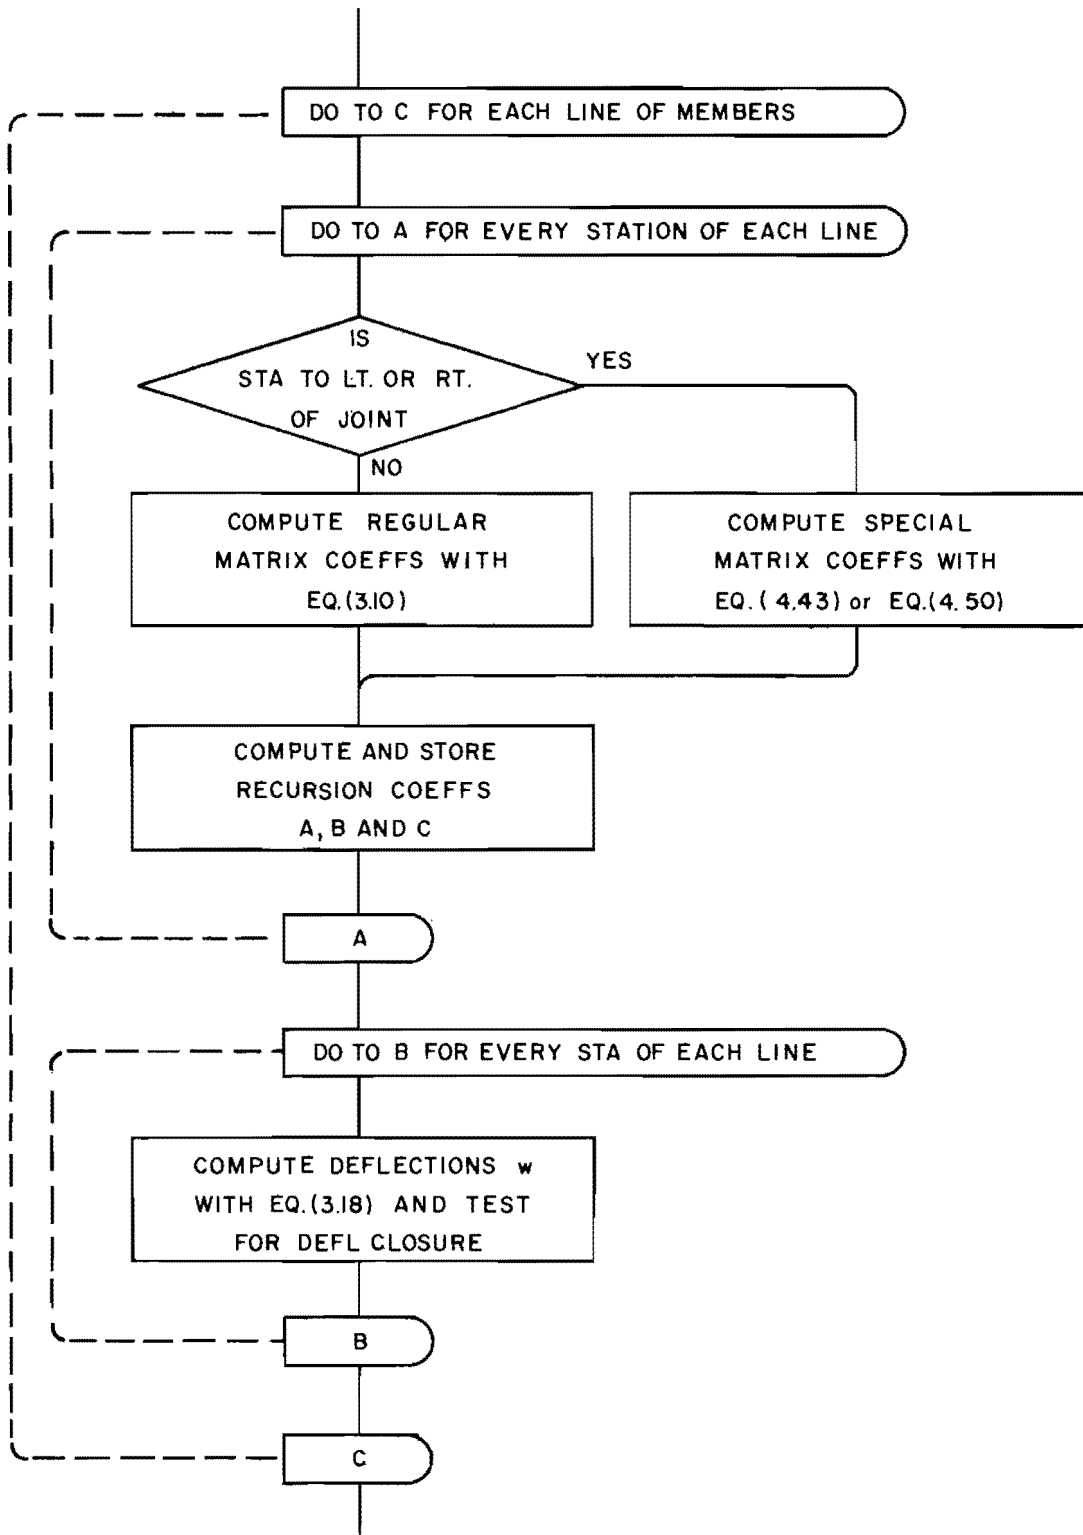 DO TO C FOR EACH LINE OF MEMBERS
DO TO A FOR EVERY STATION OF EACH LINE
IS
STA TO LT. OR RT.
OF JOINT
YES
NO
COMPUTE REGULAR
MATRIX COEFFS WITH
EQ.(3.10)
COMPUTE SPECIAL
MATRIX COEFFS WITH
EQ. (4.43) or EQ.(4.50)
COMPUTE AND STORE
RECURSION COEFFS
A, B AND C
A
DO TO B FOR EVERY STA OF EACH LINE
COMPUTE DEFLECTIONS w
WITH EQ.(3.18) AND TEST
FOR DEFL CLOSURE
B
C